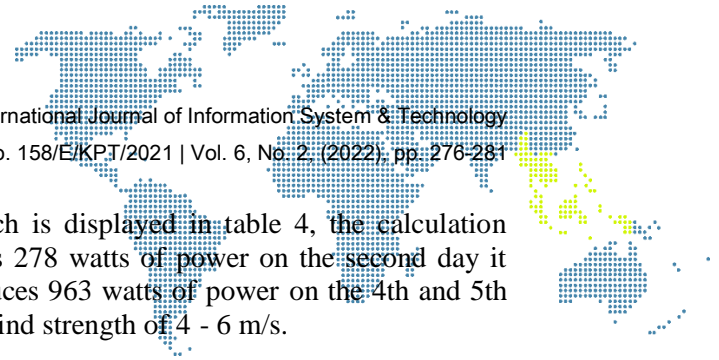 rnational Journal of Information System & Technology
o. 158/E/KPT/2021 | Vol. 6, No. 2, (2022), pp. 276-281
ch is displayed in table 4, the calculation
s 278 watts of power on the second day it
uces 963 watts of power on the 4th and 5th
ind strength of 4 - 6 m/s.